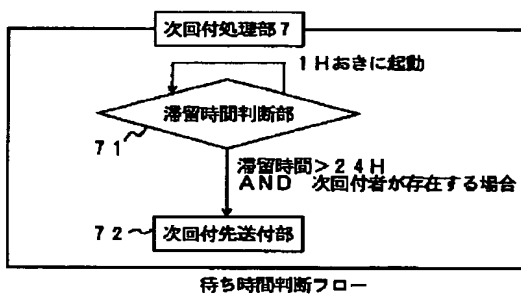 次回付処理部7
1Hおきに起動
滞留時間判断部
71
滞留時間>24H
AND 次回付者が存在する場合
72
次回付先送付部
待ち時間判断フロー